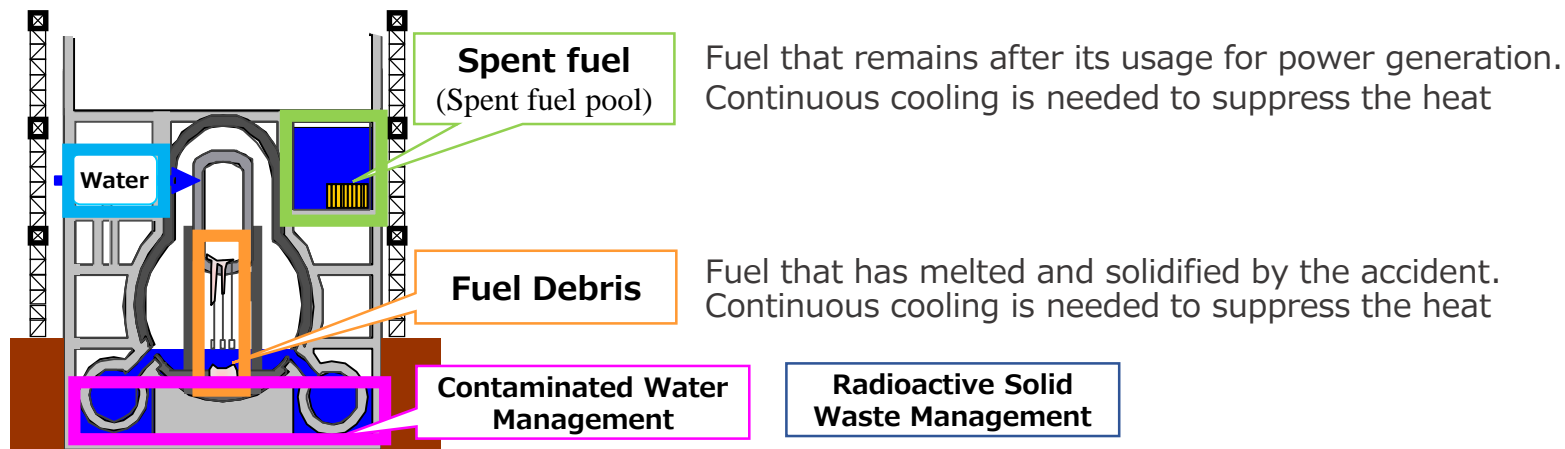 Spent fuel
(Spent fuel pool)
Fuel that remains after its usage for power generation.
Continuous cooling is needed to suppress the heat
Water
Fuel Debris
Fuel that has melted and solidified by the accident.
Continuous cooling is needed to suppress the heat
Contaminated Water
Management
Radioactive Solid
Waste Management